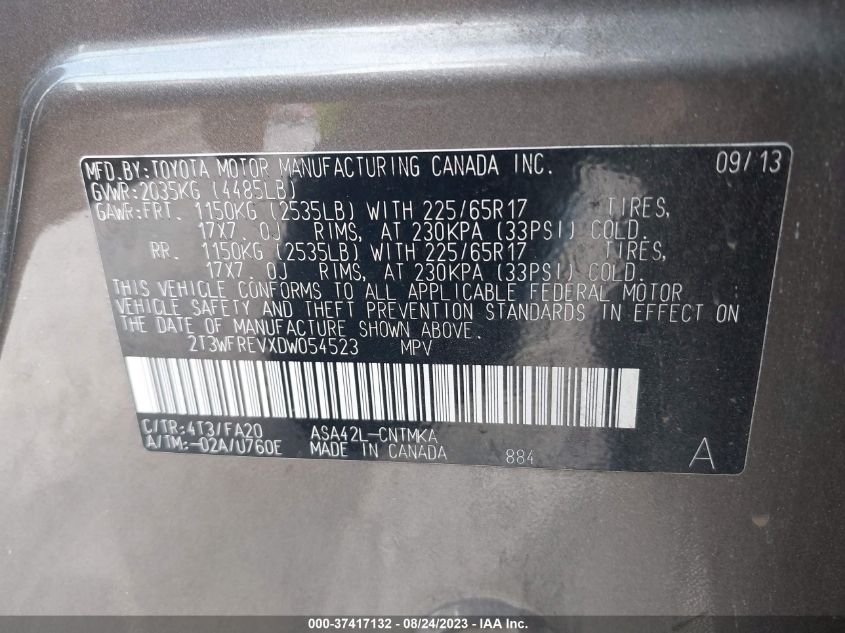 MFD.BY:TOYOTA MOTOR MANUFACTURING CANADA INC. 09/13
GVWR:2035KG (4485LB)
GAWR:FRT. 1150KG (2535LB) WITH 225/65R17 TIRES,
17X7. 0J RIMS, AT 230KPA (33PSI) COLD.
RR. 1150KG (2535LB) WITH 225/65R17 TIRES,
17X7. 0J RIMS, AT 230KPA (33PSI) COLD.
THIS VEHICLE CONFORMS TO ALL APPLICABLE FEDERAL MOTOR
VEHICLE SAFETY AND THEFT PREVENTION STANDARDS IN EFFECT ON
THE DATE OF MANUFACTURE SHOWN ABOVE.
2T3WFREVXDW054523 MPV
C/TR:4T3/FA20 ASA42L-CNTMKA
A/TM:-02A/U760E MADE IN CANADA 884 A
000-37417132 - 08/24/2023 - IAA Inc.